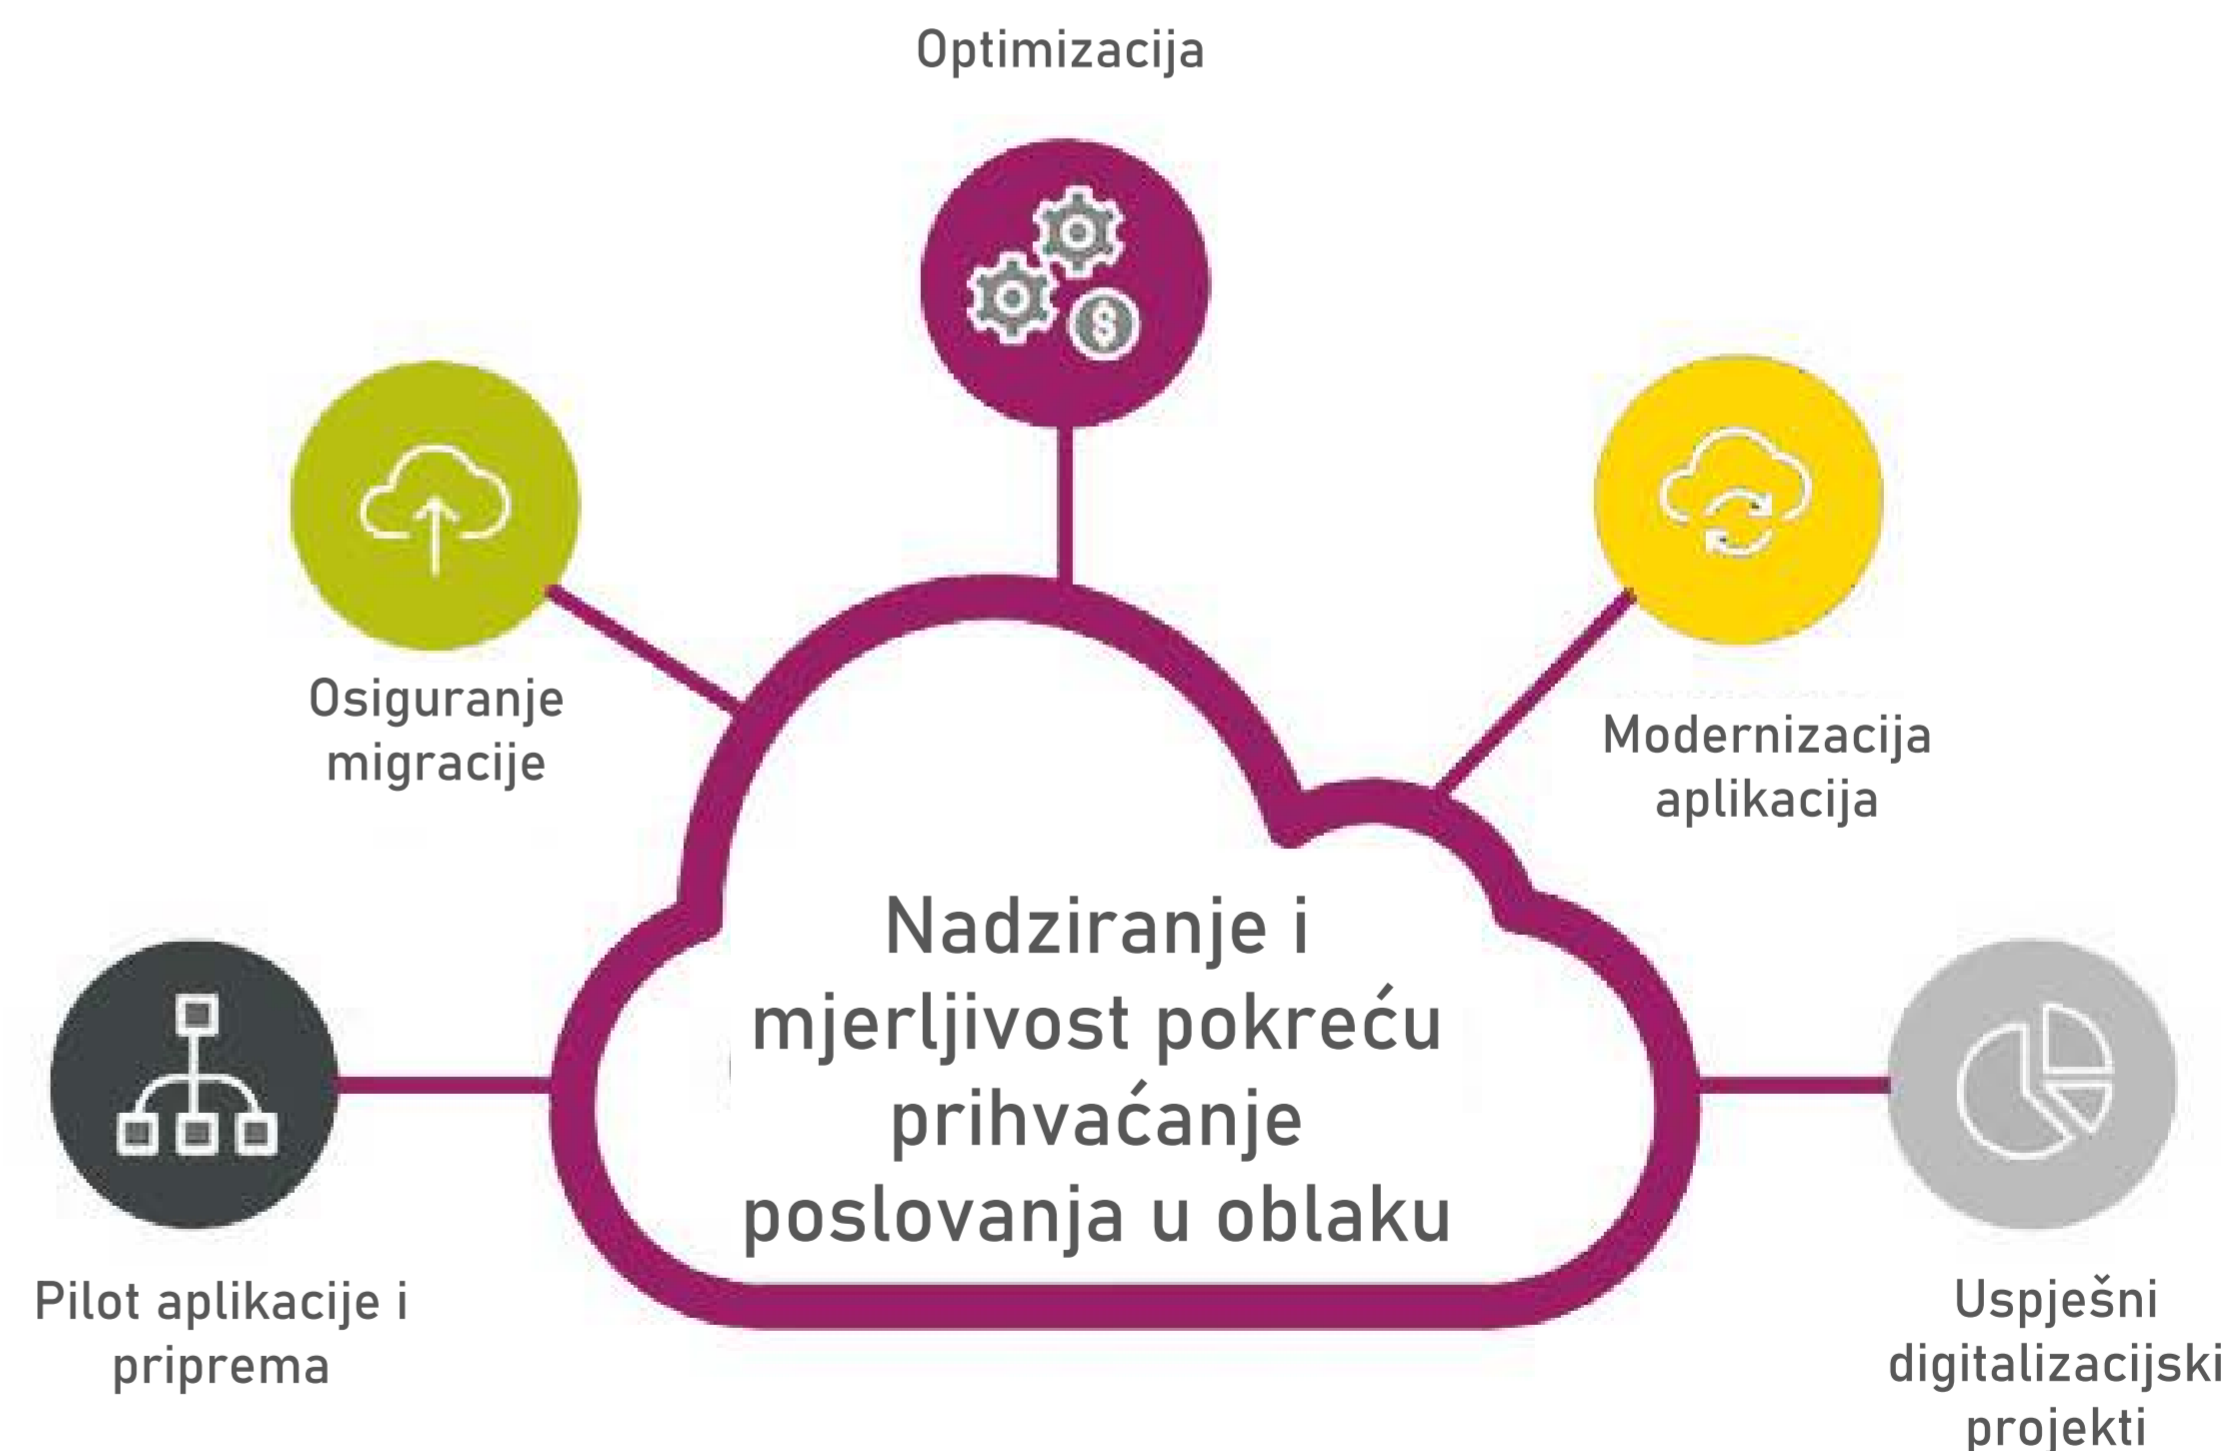 Optimizacija
Osiguranje
migracije
Modernizacija
aplikacija
Nadziranje i
mjerljivost pokreću
prihvaćanje
poslovanja u oblaku
Pilot aplikacije i
priprema
Uspješni
digitalizacijski
projekti
$